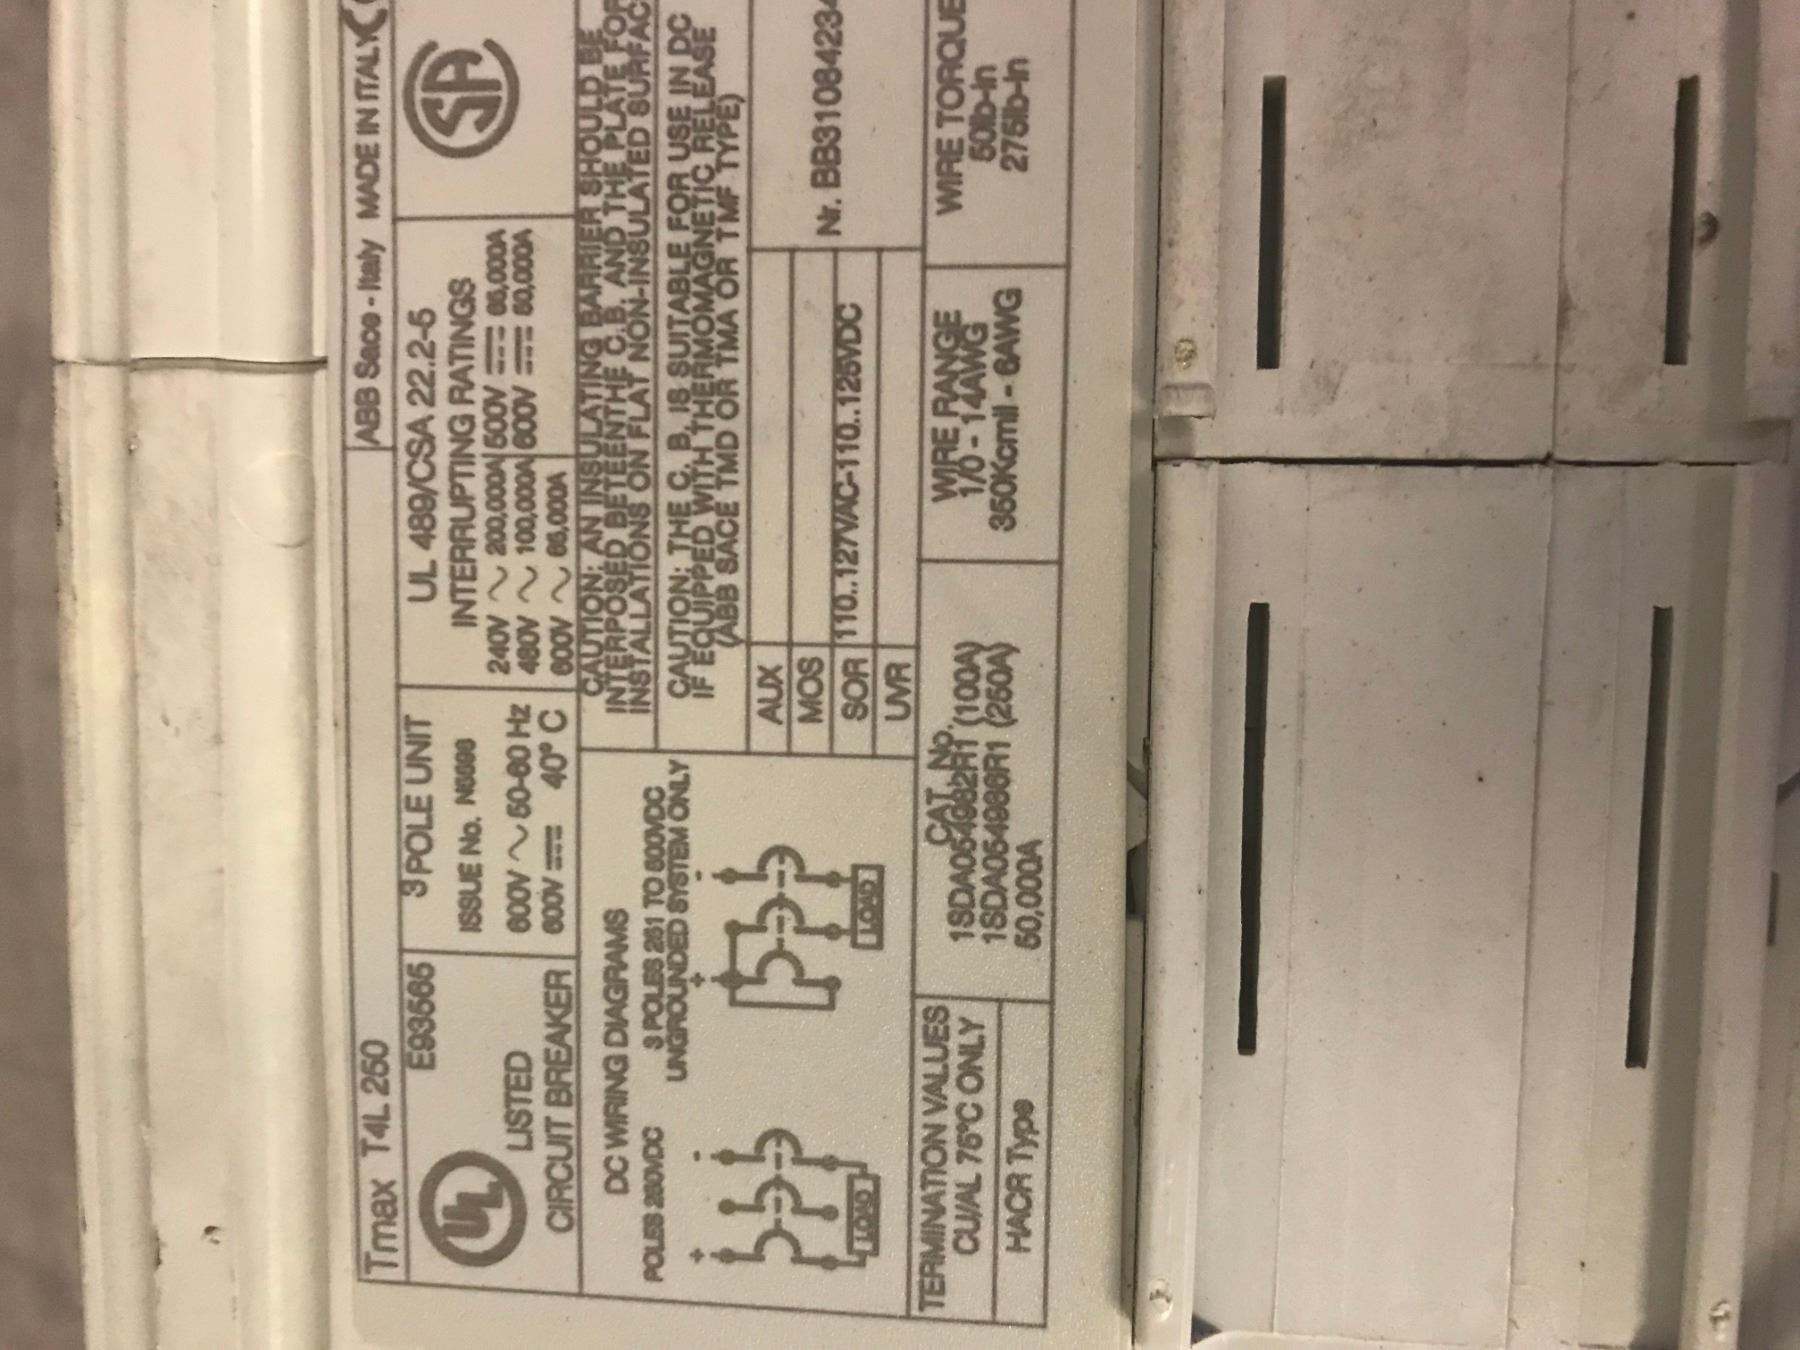 Tmax T4L 250
ABB Sace - Italy MADE IN ITALY
UL
E93565
LISTED
CIRCUIT BREAKER
3 POLE UNIT
ISSUE No. N5698
600V ~ 50-60 Hz
600V ⎓ 40° C
UL 489/CSA 22.2-5
INTERRUPTING RATINGS
240V ~ 200,000A 500V ⎓ 65,000A
480V ~ 100,000A 600V ⎓ 50,000A
600V ~ 65,000A
SA
DC WIRING DIAGRAMS
POLES 250VDC
3 POLES 251 TO 600VDC
UNGROUNDED SYSTEM ONLY
+ -
+ -
LOAD
LOAD
CAUTION: AN INSULATING BARRIER SHOULD BE
INTERPOSED BETEENTHE C.B. AND THE PLATE FOR
INSTALLATIONS ON FLAT NON-INSULATED SURFAC
CAUTION: THE C. B. IS SUITABLE FOR USE IN DC
IF EQUIPPED WITH THERMOMAGNETIC RELEASE
(ABB SACE TMD OR TMA OR TMF TYPE)
AUX
MOS
SOR 110..127VAC-110..125VDC
UVR
Nr. BB3108423
TERMINATION VALUES
CU/AL 75°C ONLY
HACR Type
CAT. No.
1SDA054982R1 (100A)
1SDA054986R1 (250A)
50,000A
WIRE RANGE
1/0 - 14AWG
350Kcmil - 6AWG
WIRE TORQUE
50lb-in
275lb-in